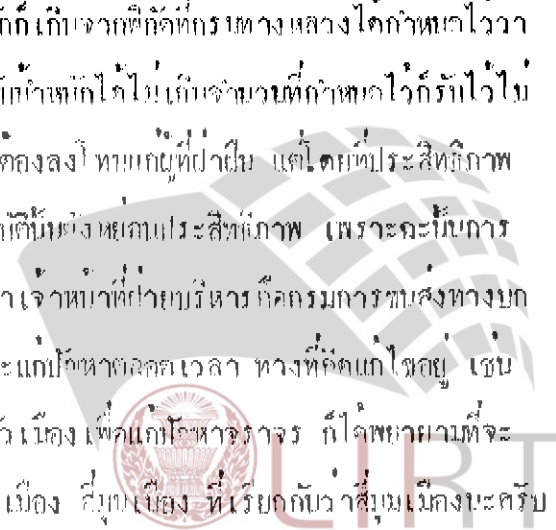 ก็เกินจากพิกัดที่กรมทางหลวงได้กำหนดไว้ว่า
น้ำหนักได้ไม่เกินจำนวนที่กำหนดไว้ก็รับไว้ไม่
ต้องลงโทษแก่ผู้ที่ฝ่าฝืน แต่โดยที่ประสิทธิภาพ
บัตินั้นยังหย่อนประสิทธิภาพ เพราะฉะนั้นการ
เจ้าหน้าที่ฝ่ายบริหาร คือกรมการขนส่งทางบก
แก้ปัญหาตลอดเวลา ทางที่คิดแก้ไขอยู่ เช่น
เมือง เพื่อแก้ปัญหาจราจร ก็ได้พยายามที่จะ
เมือง สี่มุมเมือง ที่เรียกกันว่าสี่มุมเมืองนะครับ
LIRT